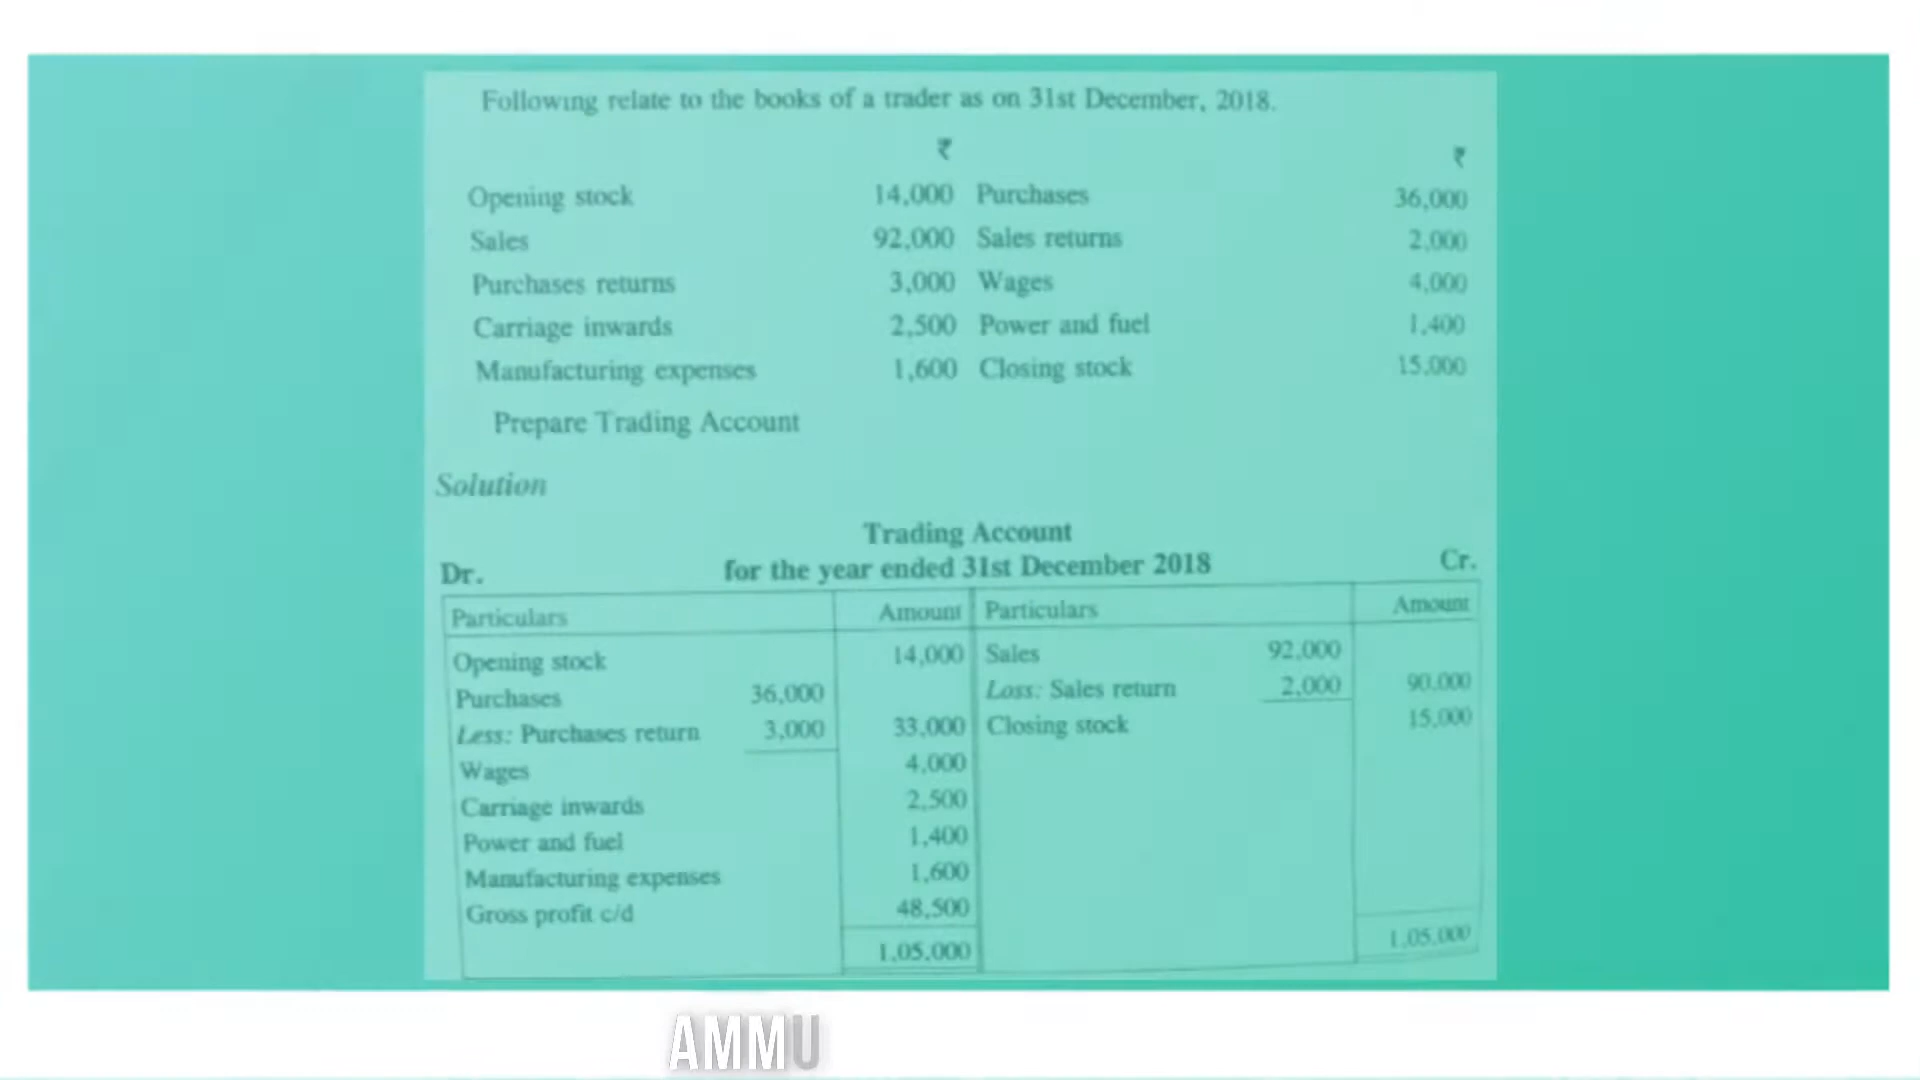 Following relate to the books of a trader as on 31st December, 2018.
₹ ₹
Opening stock 14,000 Purchases 36,000
Sales 92,000 Sales returns 2,000
Purchases returns 3,000 Wages 4,000
Carriage inwards 2,500 Power and fuel 1,400
Manufacturing expenses 1,600 Closing stock 15,000
Prepare Trading Account
Solution
Trading Account
Dr. for the year ended 31st December 2018 Cr.
Particulars Amount Particulars Amount
Opening stock 14,000 Sales 92,000
Purchases 36,000 Loss: Sales return 2,000 90,000
Less: Purchases return 3,000 33,000 Closing stock 15,000
Wages 4,000
Carriage inwards 2,500
Power and fuel 1,400
Manufacturing expenses 1,600
Gross profit c/d 48,500
1,05,000 1,05,000
AMMU